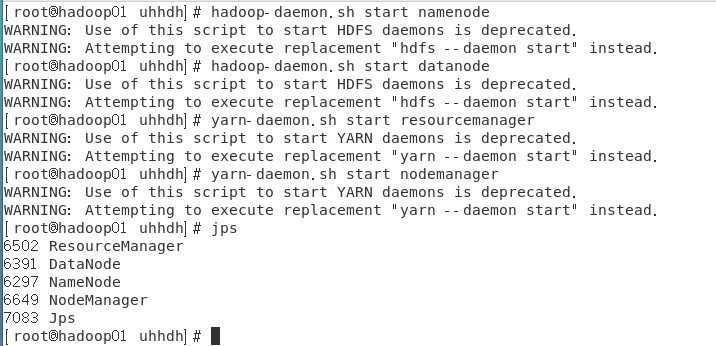 [root@hadoop01 uhhdh]# hadoop-daemon.sh start namenode
WARNING: Use of this script to start HDFS daemons is deprecated.
WARNING: Attempting to execute replacement "hdfs --daemon start" instead.
[root@hadoop01 uhhdh]# hadoop-daemon.sh start datanode
WARNING: Use of this script to start HDFS daemons is deprecated.
WARNING: Attempting to execute replacement "hdfs --daemon start" instead.
[root@hadoop01 uhhdh]# yarn-daemon.sh start resourcemanager
WARNING: Use of this script to start YARN daemons is deprecated.
WARNING: Attempting to execute replacement "yarn --daemon start" instead.
[root@hadoop01 uhhdh]# yarn-daemon.sh start nodemanager
WARNING: Use of this script to start YARN daemons is deprecated.
WARNING: Attempting to execute replacement "yarn --daemon start" instead.
[root@hadoop01 uhhdh]# jps
6502 ResourceManager
6391 DataNode
6297 NameNode
6649 NodeManager
7083 Jps
[root@hadoop01 uhhdh]#